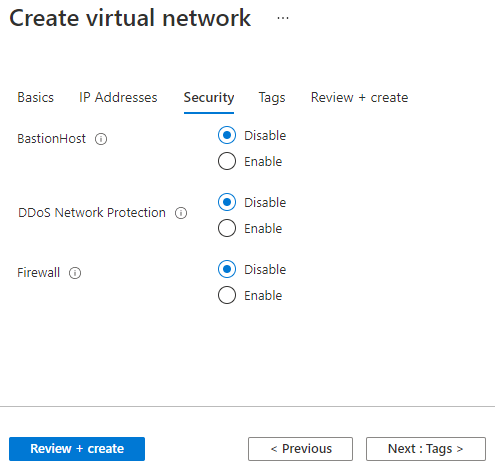 Create virtual network ...
Basics IP Addresses Security Tags Review + create
BastionHost Disable
Enable
DDoS Network Protection Disable
Enable
Firewall Disable
Enable
Review + create < Previous Next : Tags >